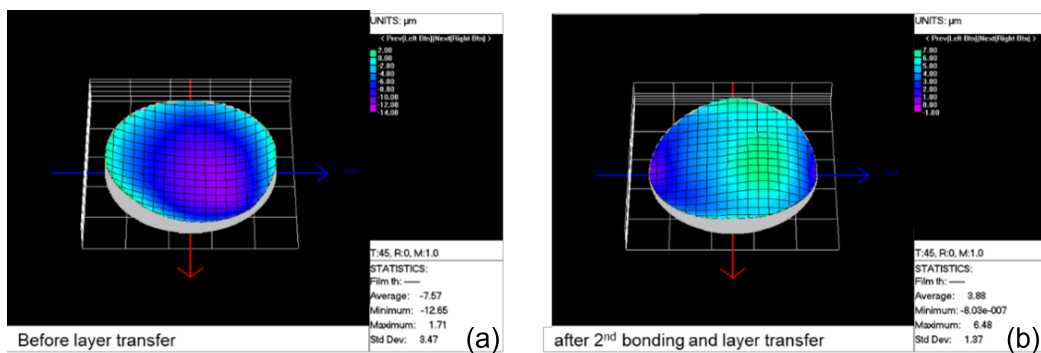 UNITS: µm
< Prev(Left Btn)|Next(Right Btn) >
2.00
0.00
-2.00
-4.00
-6.00
-8.00
-10.00
-12.00
-14.00
T:45, R:0, M:1.0
STATISTICS:
Film th: -----
Average: -7.57
Minimum: -12.65
Maximum: 1.71
Std Dev: 3.47
Before layer transfer
(a)
UNITS: µm
< Prev(Left Btn)|Next(Right Btn) >
7.00
6.00
5.00
4.00
3.00
2.00
1.00
0.00
-1.00
T:45, R:0, M:1.0
STATISTICS:
Film th: -----
Average: 3.88
Minimum: -8.03e-007
Maximum: 6.48
Std Dev: 1.37
after 2nd bonding and layer transfer
(b)